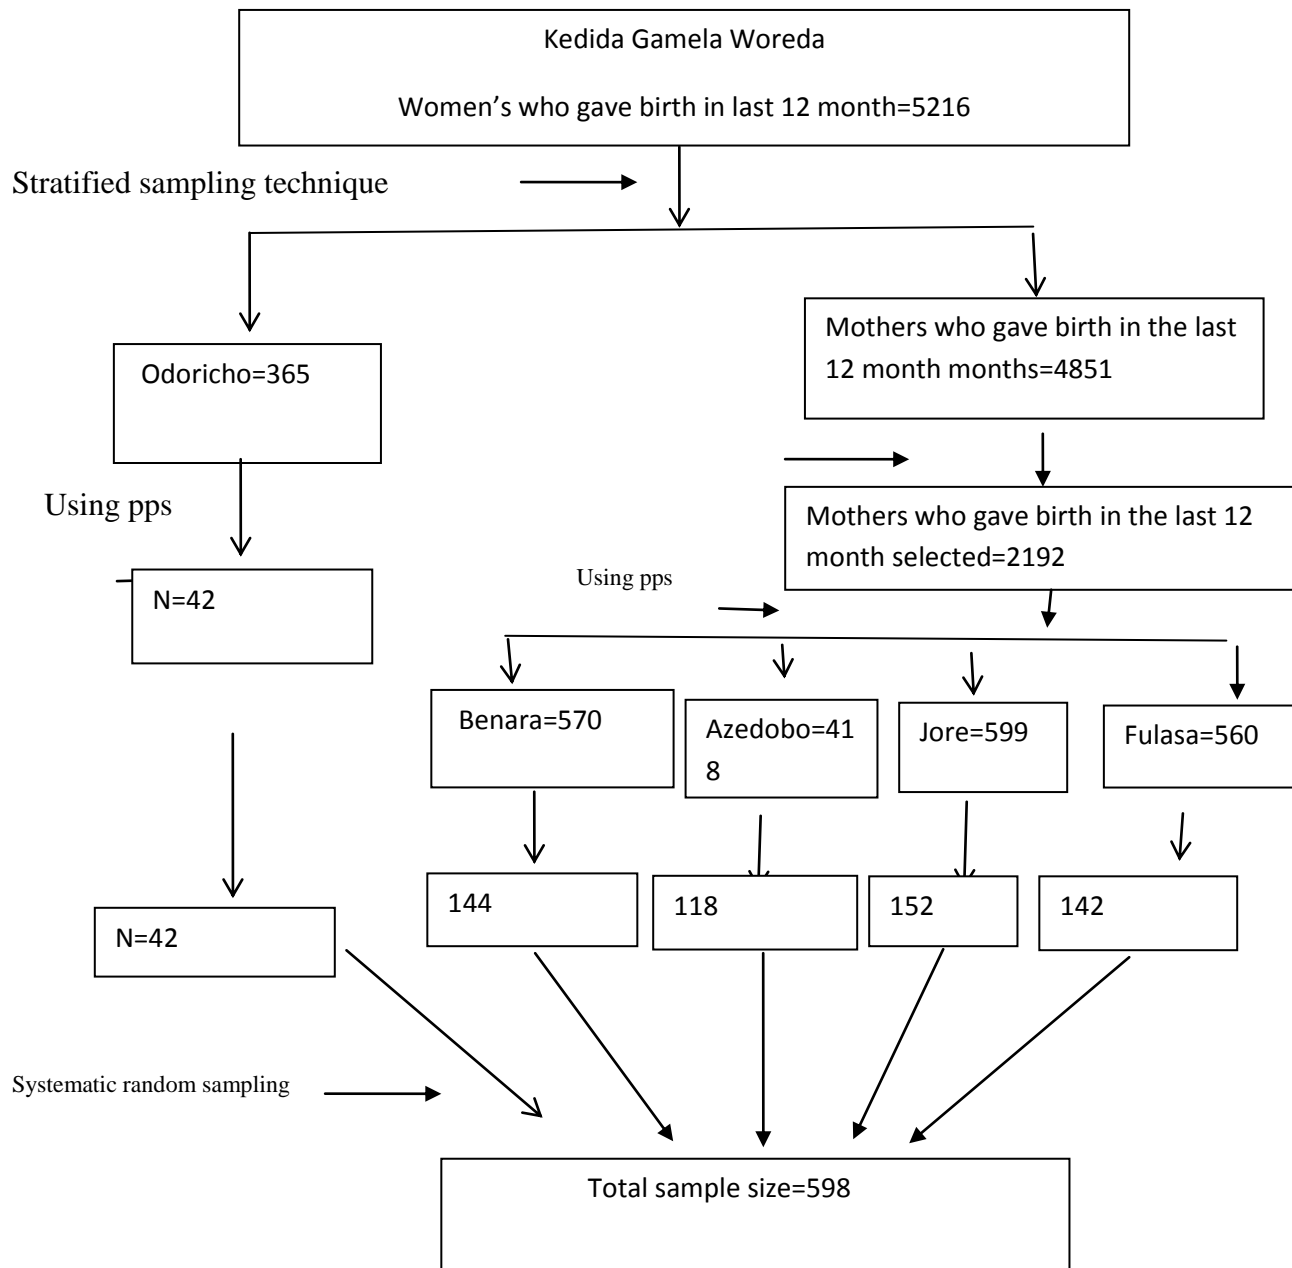 Kedida Gamela Woreda
Women’s who gave birth in last 12 month=5216
Stratified sampling technique
Mothers who gave birth in the last
12 month months=4851
Odoricho=365
Using pps
Mothers who gave birth in the last 12
month selected=2192
Using pps
N=42
Benara=570
Azedobo=41
8
Jore=599
Fulasa=560
144
118
152
142
N=42
Systematic random sampling
Total sample size=598